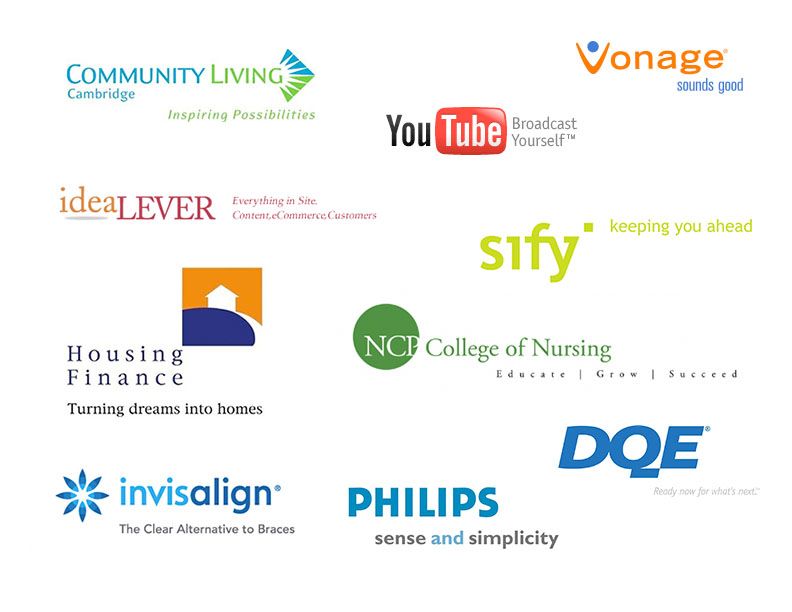 COMMUNITY LIVING
Cambridge
Inspiring Possibilities
Vonage®
sounds good
YouTube Broadcast
Yourself™
ideaLEVER
Everything in Site.
Content,eCommerce,Customers
sify
keeping you ahead
Housing
Finance
Turning dreams into homes
NCP College of Nursing
Educate | Grow | Succeed
DQE®
Ready now for what's next.™
invisalign®
The Clear Alternative to Braces
PHILIPS
sense and simplicity